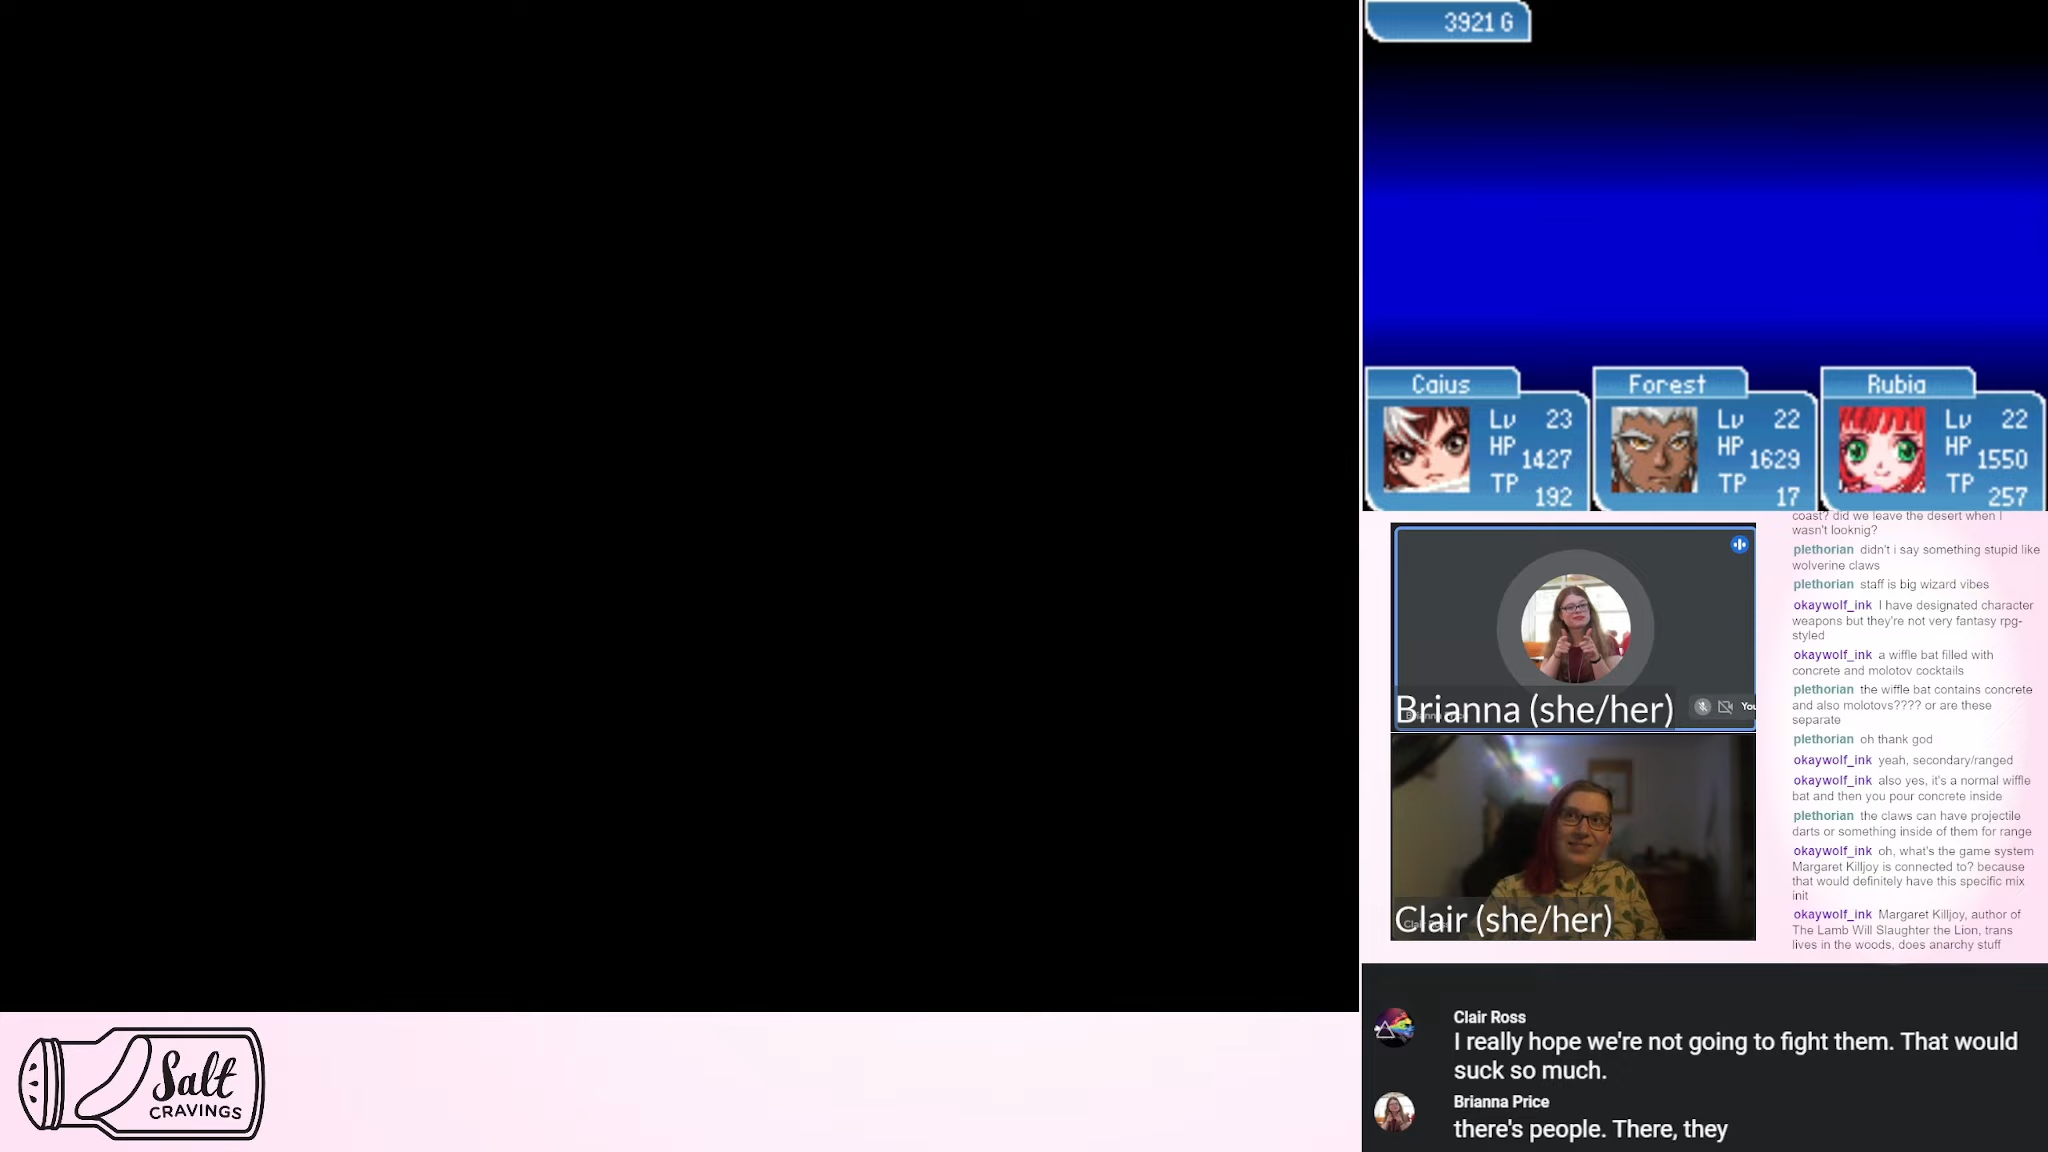 3921 G
Caius
Lv 23
HP
1427
TP
192
Forest
Lv 22
HP
1629
TP
17
Rubia
Lv 22
HP
1550
TP
257
coast? did we leave the desert when I
wasn't looknig?
plethorian didn't i say something stupid like
wolverine claws
plethorian staff is big wizard vibes
okaywolf_ink I have designated character
weapons but they're not very fantasy rpg-
styled
okaywolf_ink a wiffle bat filled with
concrete and molotov cocktails
plethorian the wiffle bat contains concrete
and also molotovs???? or are these
separate
plethorian oh thank god
okaywolf_ink yeah, secondary/ranged
okaywolf_ink also yes, it's a normal wiffle
bat and then you pour concrete inside
plethorian the claws can have projectile
darts or something inside of them for range
okaywolf_ink oh, what's the game system
Margaret Killjoy is connected to? because
that would definitely have this specific mix
init
okaywolf_ink Margaret Killjoy, author of
The Lamb Will Slaughter the Lion, trans
lives in the woods, does anarchy stuff
Brianna (she/her)
You
Clair (she/her)
Clair Ross
I really hope we're not going to fight them. That would
suck so much.
Brianna Price
there's people. There, they
Salt
CRAVINGS